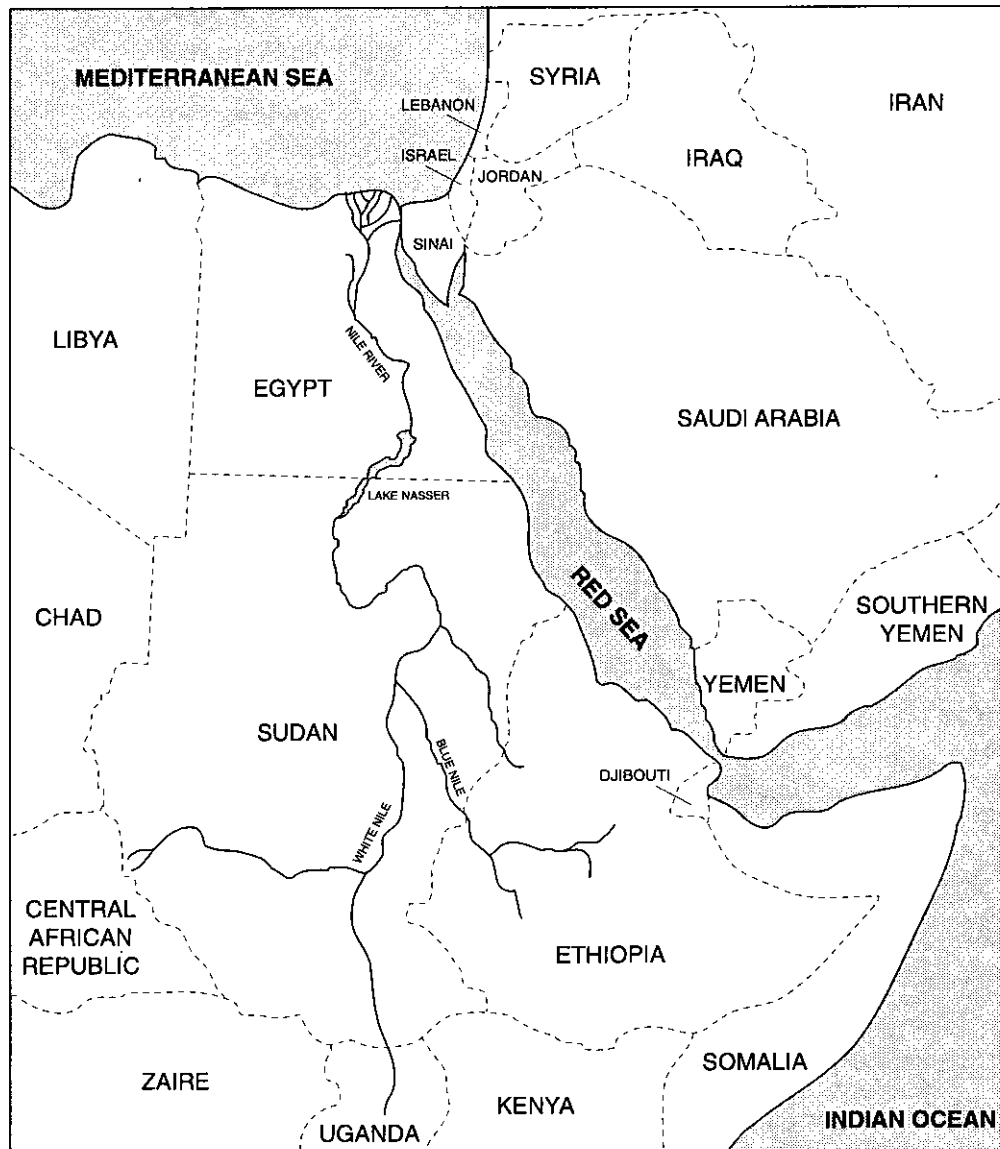 MEDITERRANEAN SEA
SYRIA
LEBANON
IRAN
ISRAEL
IRAQ
JORDAN
SINAI
LIBYA
NILE RIVER
EGYPT
SAUDI ARABIA
LAKE NASSER
RED SEA
CHAD
SOUTHERN
YEMEN
YEMEN
SUDAN
BLUE NILE
DJIBOUTI
WHITE NILE
CENTRAL
AFRICAN
REPUBLIC
ETHIOPIA
SOMALIA
ZAIRE
KENYA
INDIAN OCEAN
UGANDA